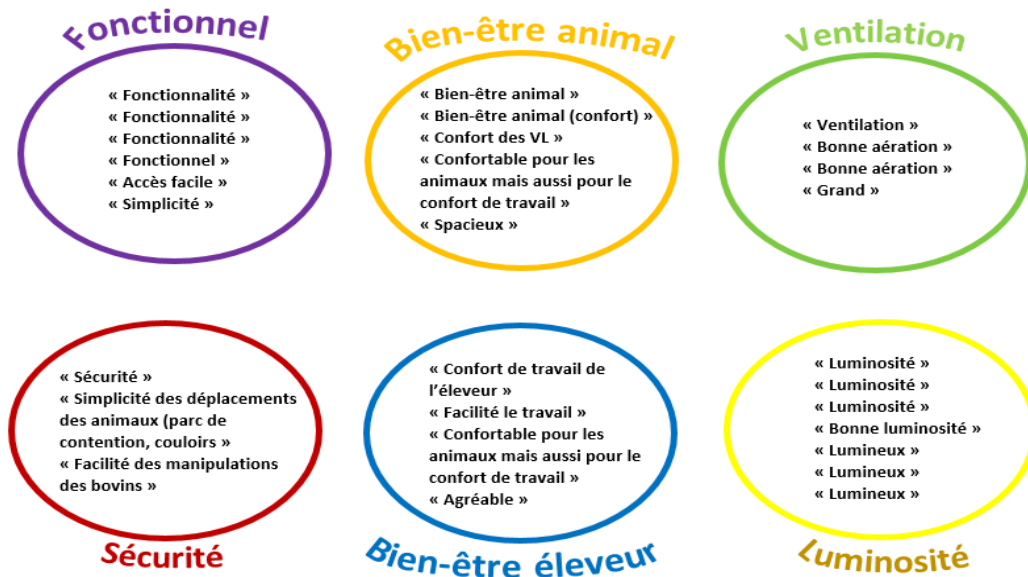 Fonctionnel
« Fonctionnalité »
« Fonctionnalité »
« Fonctionnalité »
« Fonctionnel »
« Accès facile »
« Simplicité »
Bien-être animal
« Bien-être animal »
« Bien-être animal (confort) »
« Confort des VL »
« Confortable pour les
animaux mais aussi pour le
confort de travail »
« Spacieux »
Ventilation
« Ventilation »
« Bonne aération »
« Bonne aération »
« Grand »
« Sécurité »
« Simplicité des déplacements
des animaux (parc de
contention, couloirs »
« Facilité des manipulations
des bovins »
Sécurité
« Confort de travail de
l’éleveur »
« Facilité le travail »
« Confortable pour les
animaux mais aussi pour le
confort de travail »
« Agréable »
Bien-être éleveur
« Luminosité »
« Luminosité »
« Luminosité »
« Bonne luminosité »
« Lumineux »
« Lumineux »
« Lumineux »
Luminosité